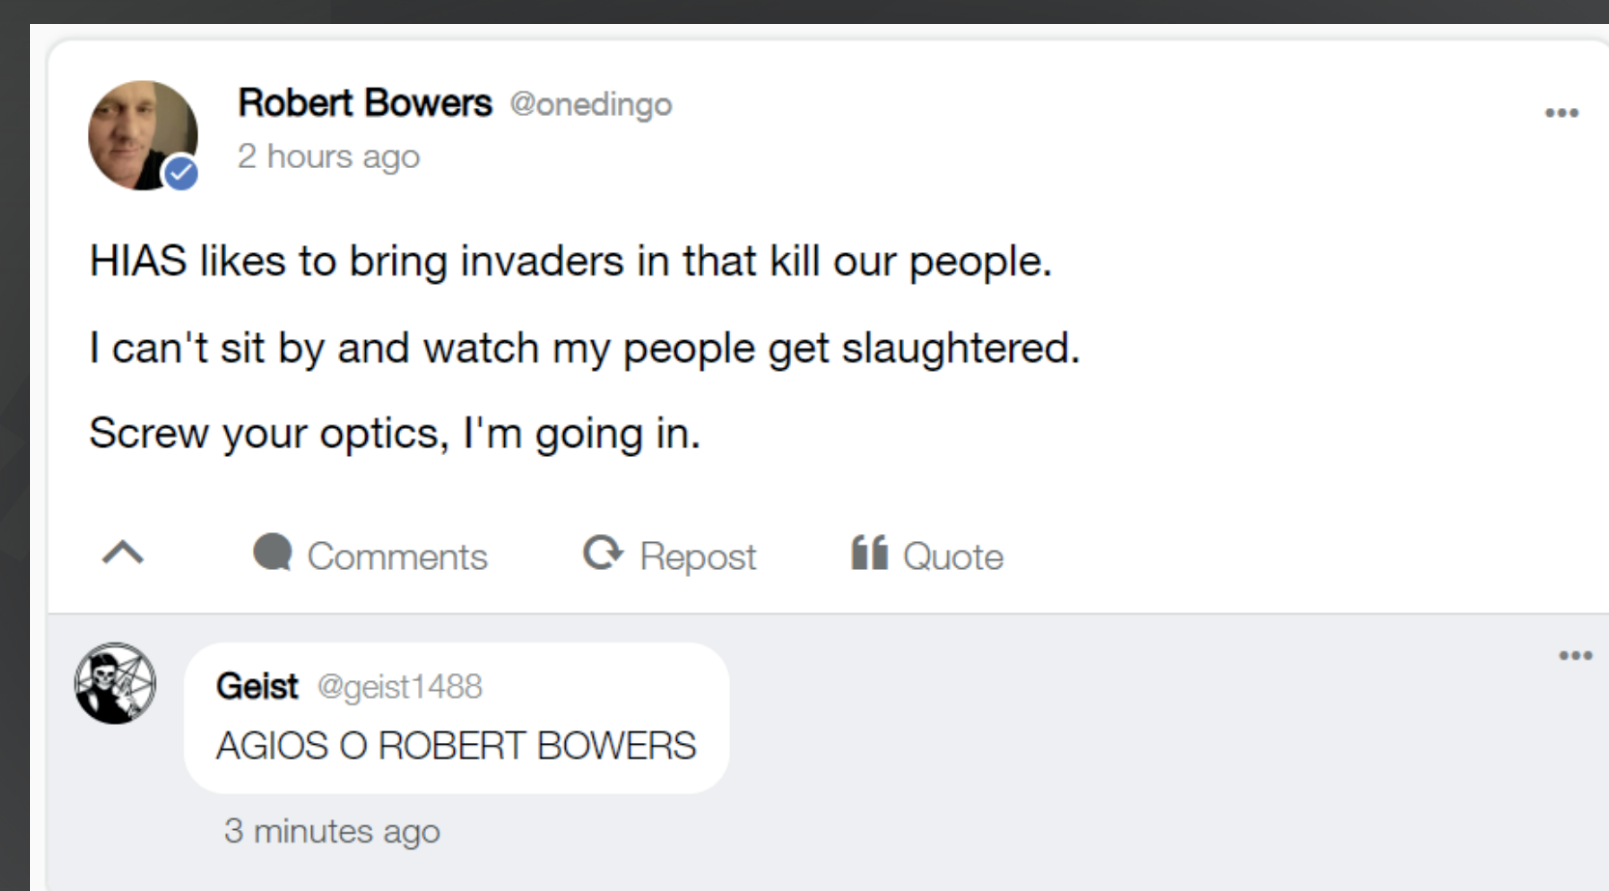 Robert Bowers @onedingo
2 hours ago
HIAS likes to bring invaders in that kill our people.
I can't sit by and watch my people get slaughtered.
Screw your optics, I'm going in.
Comments Repost Quote
Geist @geist1488
AGIOS O ROBERT BOWERS
3 minutes ago